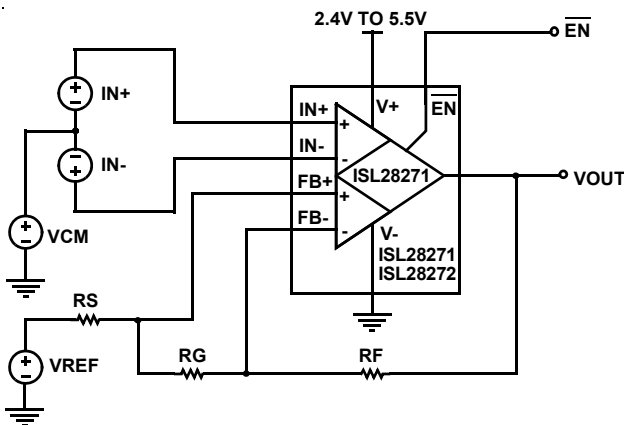 2.4V TO 5.5V
EN
IN+
IN-
VCM
IN+
IN-
FB+
FB-
V+
EN
+
-
+
-
ISL28271
V-
ISL28271
ISL28272
VOUT
RS
VREF
RG
RF